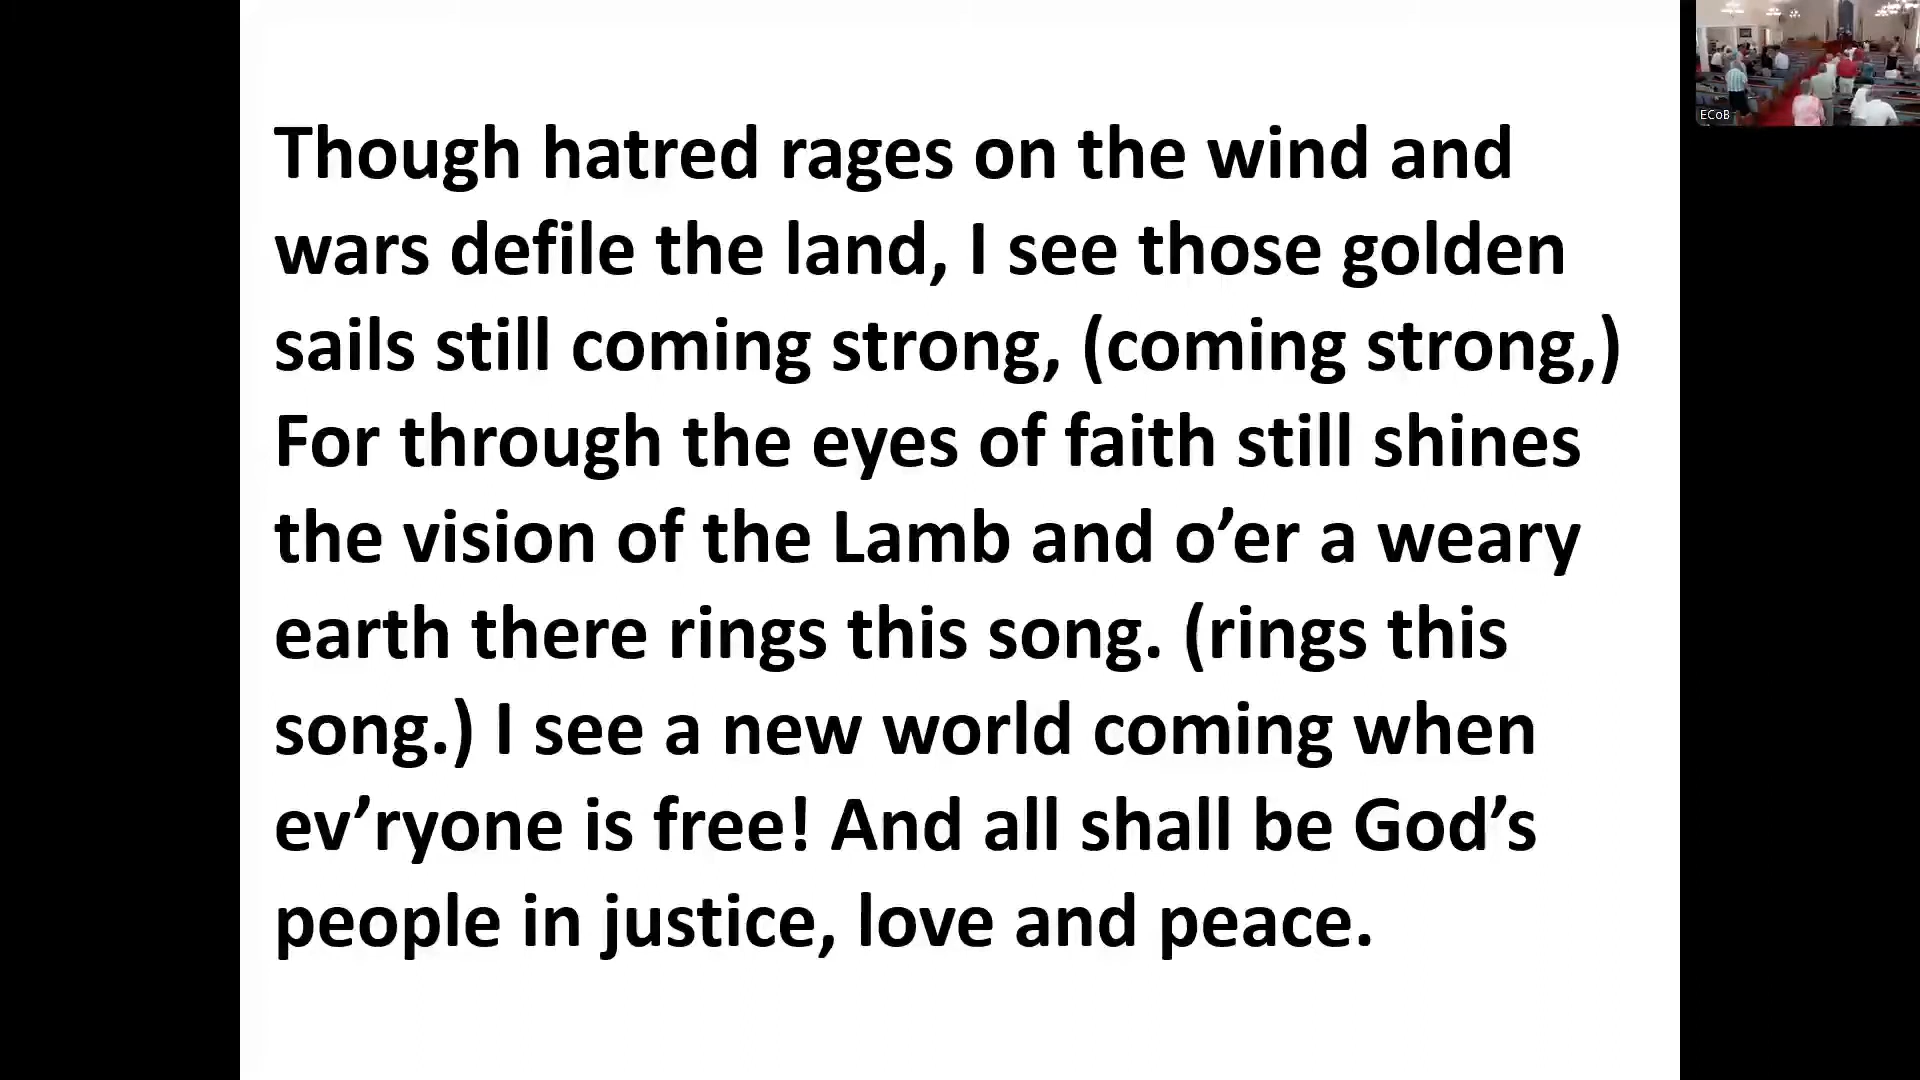 Though hatred rages on the wind and
wars defile the land, I see those golden
sails still coming strong, (coming strong,)
For through the eyes of faith still shines
the vision of the Lamb and o’er a weary
earth there rings this song. (rings this
song.) I see a new world coming when
ev’ryone is free! And all shall be God’s
people in justice, love and peace.
ECoB